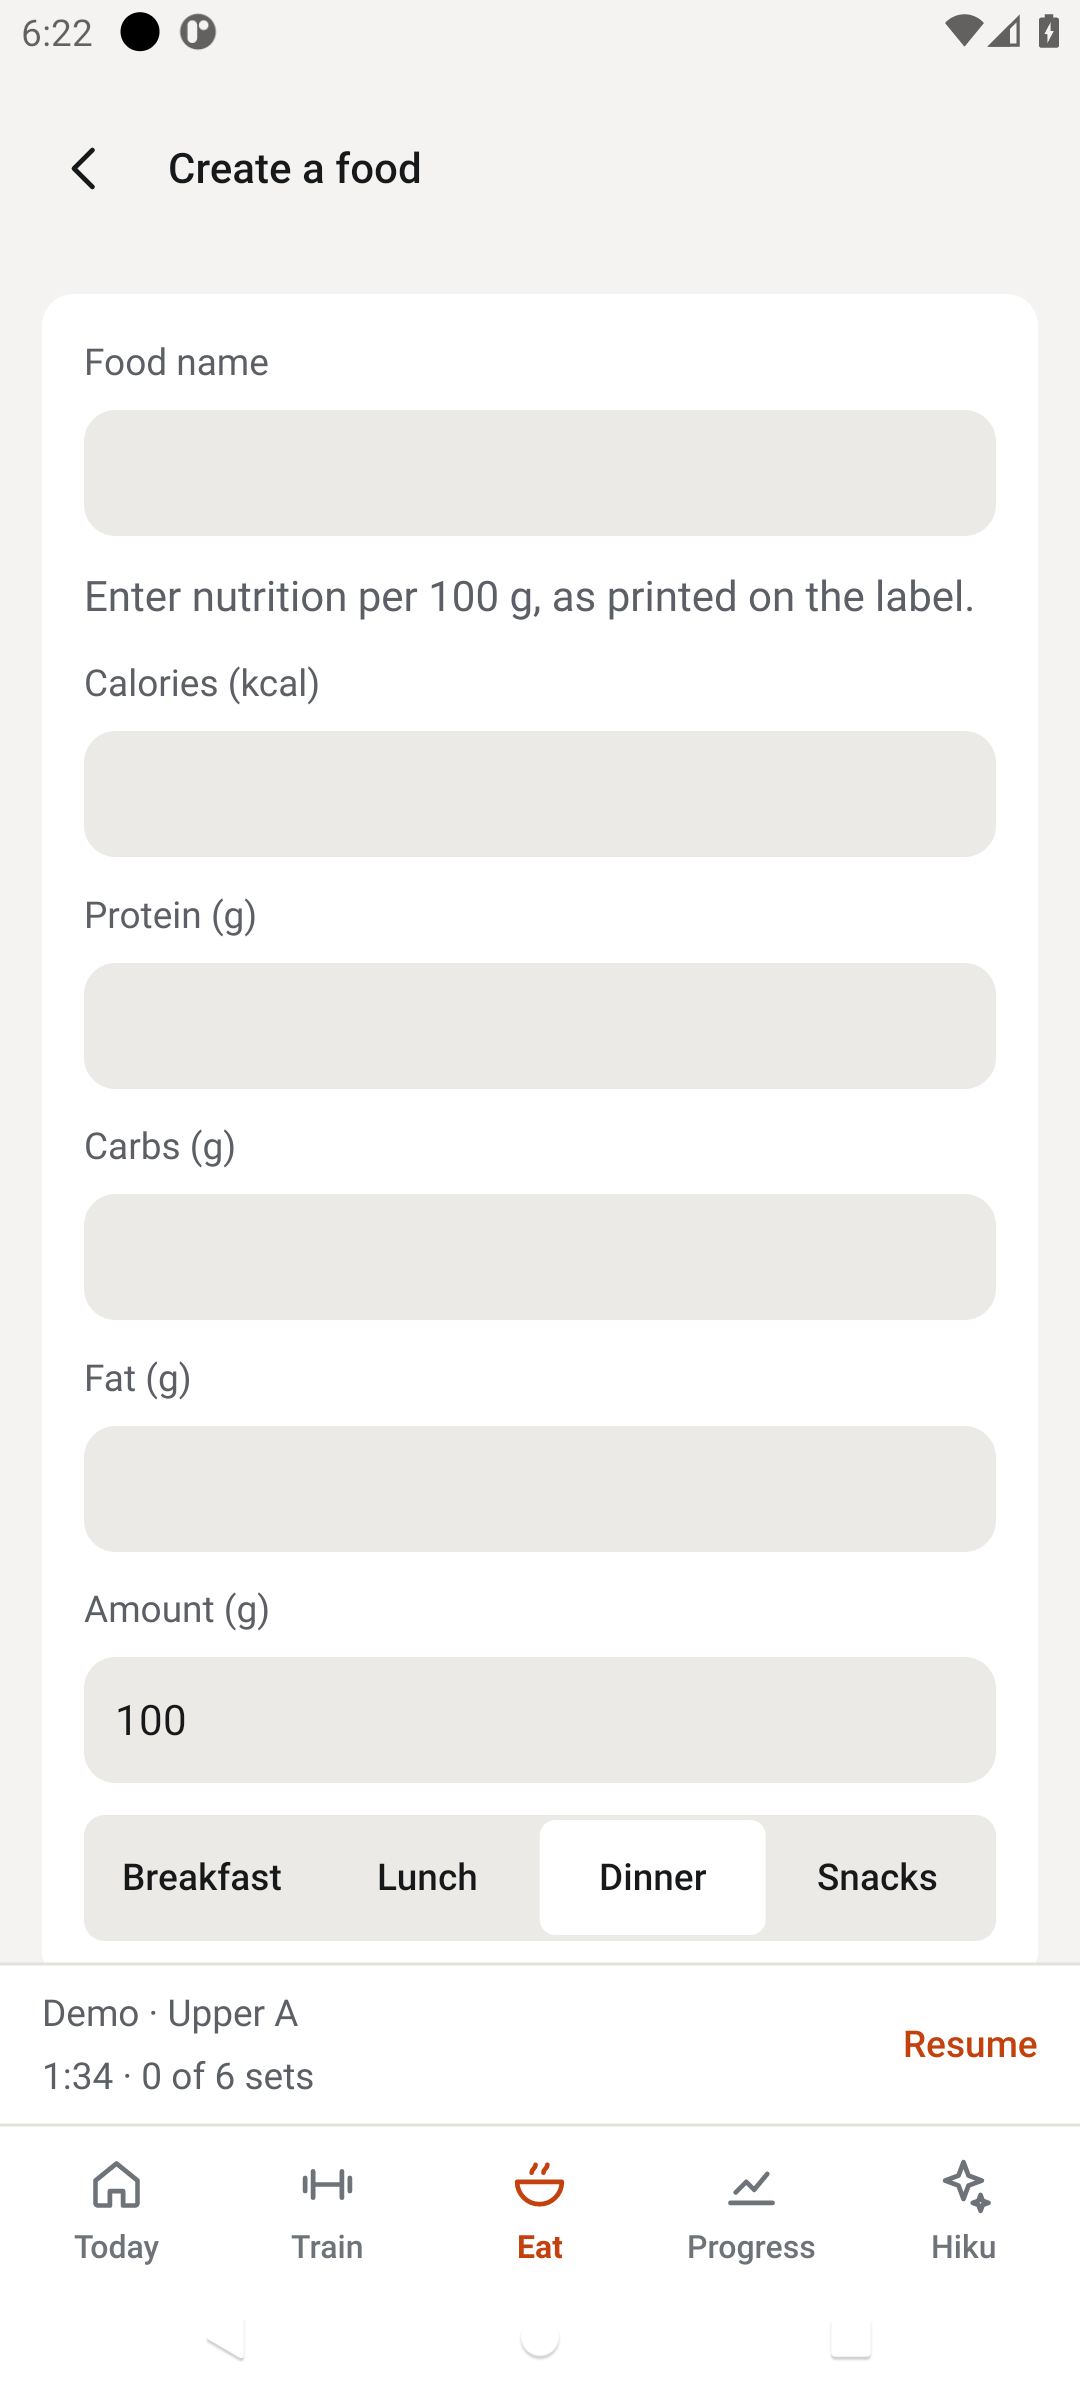 6:22
Create a food
Food name
Enter nutrition per 100 g, as printed on the label.
Calories (kcal)
Protein (g)
Carbs (g)
Fat (g)
Amount (g)
100
Breakfast Lunch Dinner Snacks
Demo · Upper A
Resume
1:34 · 0 of 6 sets
Today Train Eat Progress Hiku